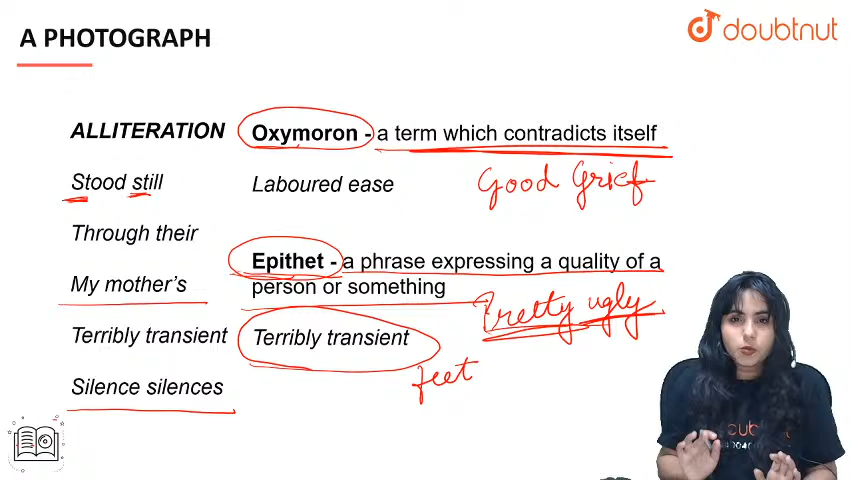 A PHOTOGRAPH
doubtnut
ALLITERATION
Stood still
Through their
My mother's
Terribly transient
Silence silences
Oxymoron - a term which contradicts itself
Laboured ease
Good Grief
Epithet - a phrase expressing a quality of a
person or something
Pretty ugly
Terribly transient
feet